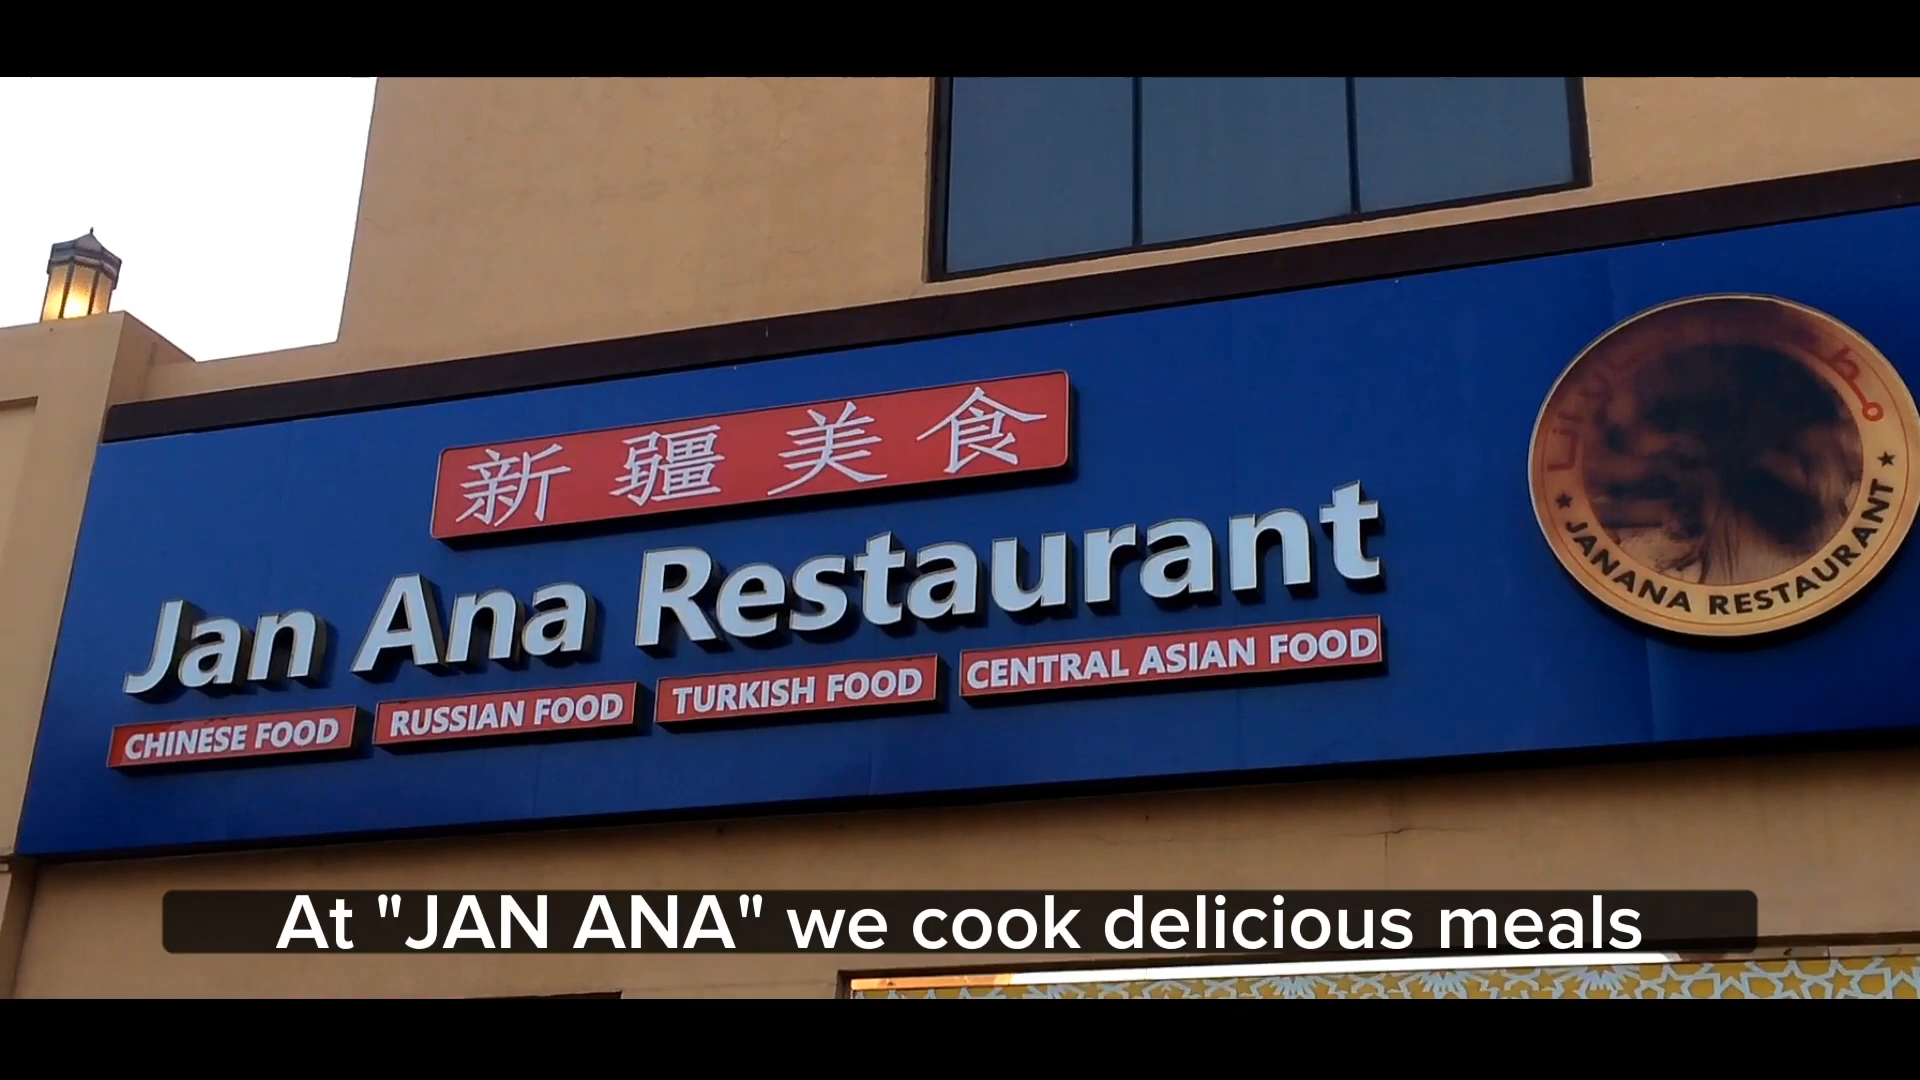 新疆美食
Jan Ana Restaurant
CHINESE FOOD
RUSSIAN FOOD
TURKISH FOOD
CENTRAL ASIAN FOOD
JANANA RESTAURANT
At "JAN ANA" we cook delicious meals